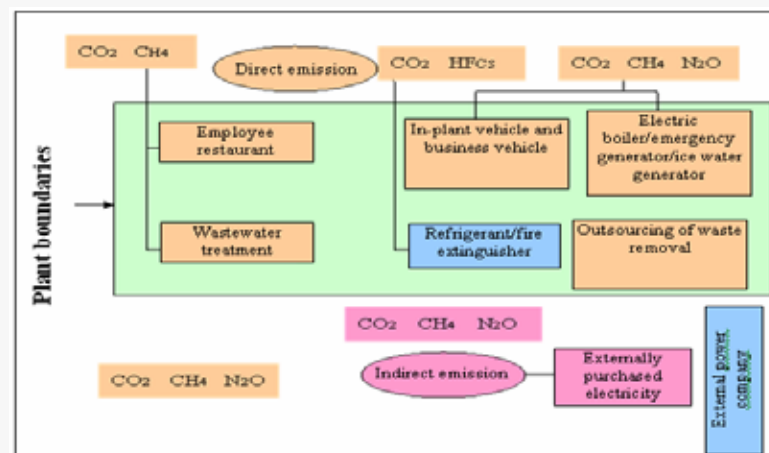 CO2 CH4
Direct emission
CO2 HFCs
CO2 CH4 N2O
Employee
restaurant
In-plant vehicle and
business vehicle
Electric
boiler/emergency
generator/ice water
generator
Plant boundaries
Wastewater
treatment
Refrigerant/fire
extinguisher
Outsourcing of waste
removal
CO2 CH4 N2O
CO2 CH4 N2O
Indirect emission
Externally
purchased
electricity
External power
company